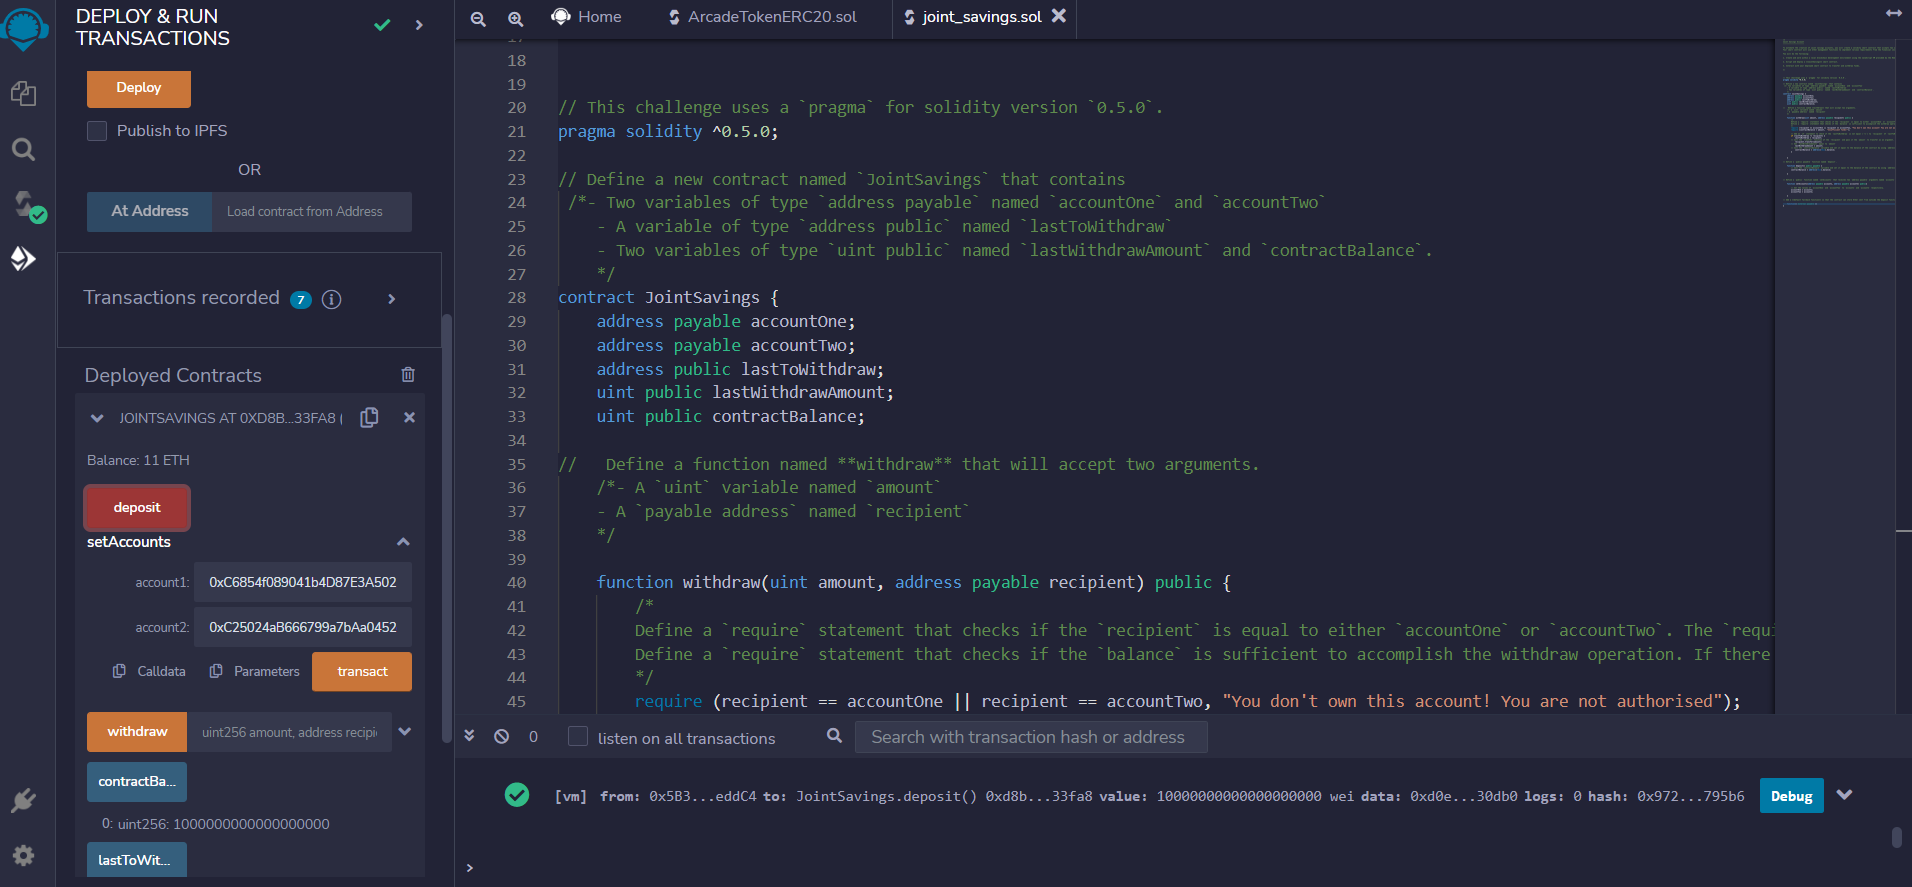 DEPLOY & RUN
TRANSACTIONS
Deploy
Publish to IPFS
OR
At Address
Load contract from Address
Transactions recorded 7 i
Deployed Contracts
JOINTSAVINGS AT 0XD8B...33FA8 (
Balance: 11 ETH
deposit
setAccounts
account1: 0xC6854f089041b4D87E3A502
account2: 0xC25024aB666799a7bAa0452
Calldata Parameters transact
withdraw uint256 amount, address recipi
contractBa...
0: uint256: 1000000000000000000
lastToWit...
Home ArcadeTokenERC20.sol joint_savings.sol
18
19
20 // This challenge uses a `pragma` for solidity version `0.5.0`.
21 pragma solidity ^0.5.0;
22
23 // Define a new contract named `JointSavings` that contains
24 /*- Two variables of type `address payable` named `accountOne` and `accountTwo`
25 - A variable of type `address public` named `lastToWithdraw`
26 - Two variables of type `uint public` named `lastWithdrawAmount` and `contractBalance`.
27 */
28 contract JointSavings {
29 address payable accountOne;
30 address payable accountTwo;
31 address public lastToWithdraw;
32 uint public lastWithdrawAmount;
33 uint public contractBalance;
34
35 // Define a function named **withdraw** that will accept two arguments.
36 /*- A `uint` variable named `amount`
37 - A `payable address` named `recipient`
38 */
39
40 function withdraw(uint amount, address payable recipient) public {
41 /*
42 Define a `require` statement that checks if the `recipient` is equal to either `accountOne` or `accountTwo`. The `requi
43 Define a `require` statement that checks if the `balance` is sufficient to accomplish the withdraw operation. If there
44 */
45 require (recipient == accountOne || recipient == accountTwo, "You don't own this account! You are not authorised");
0 listen on all transactions Search with transaction hash or address
[vm] from: 0x5B3...eddC4 to: JointSavings.deposit() 0xd8b...33fa8 value: 10000000000000000000 wei data: 0xd0e...30db0 logs: 0 hash: 0x972...795b6 Debug
>